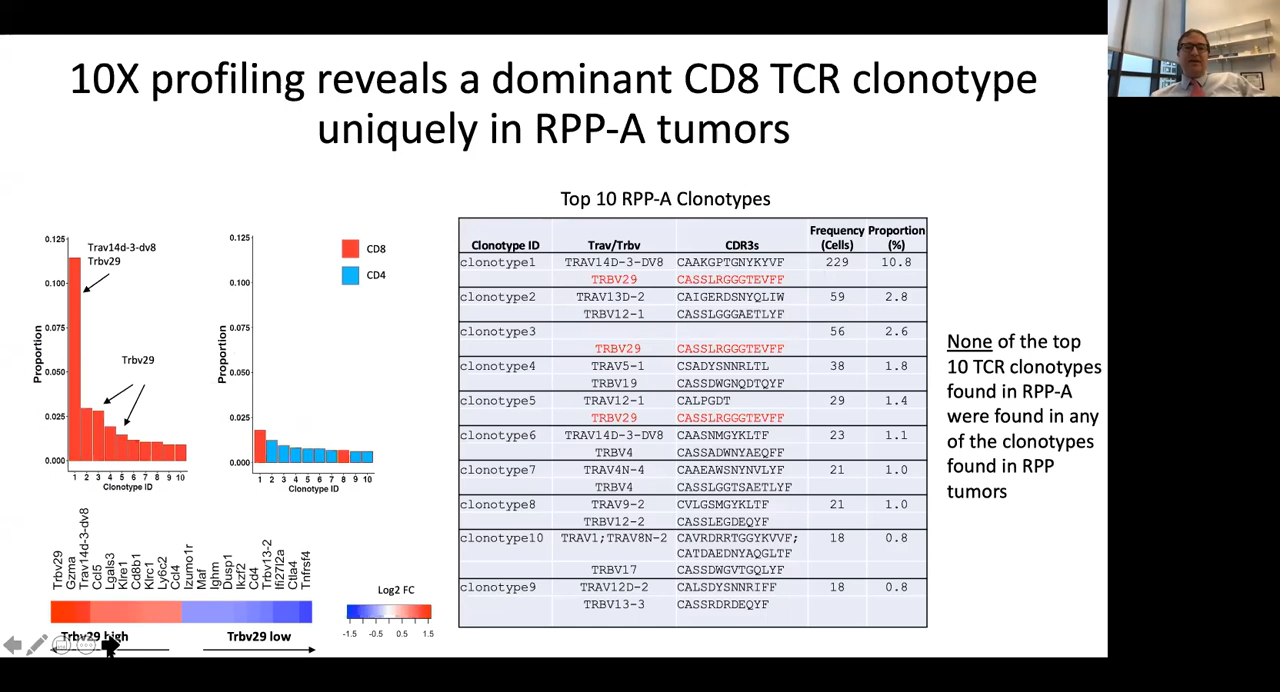 10X profiling reveals a dominant CD8 TCR clonotype
uniquely in RPP-A tumors
0.125
0.100
0.075
0.050
0.025
0.000
Proportion
Trav14d-3-dv8
Trbv29
Trbv29
1 2 3 4 5 6 7 8 9 10
Clonotype ID
0.125
0.100
0.075
0.050
0.025
0.000
Proportion
1 2 3 4 5 6 7 8 9 10
Clonotype ID
CD8
CD4
Trbv29
Gzma
Trav14d-3-dv8
Ccl5
Lgals3
Klre1
Cd8b1
Klrc1
Ly6c2
Ccl4
Izumo1r
Maf
Ighm
Dusp1
Ikzf2
Cd4
Trbv13-2
Ifi27l2a
Ctla4
Tnfrsf4
Trbv29 high
Trbv29 low
Log2 FC
-1.5 -0.5 0.5 1.5
Top 10 RPP-A Clonotypes
Clonotype ID Trav/Trbv CDR3s Frequency (Cells) Proportion (%)
clonotype1 TRAV14D-3-DV8 CAAKGPTGNYKYVF 229 10.8
TRBV29 CASSLRGGGTEVFF
clonotype2 TRAV13D-2 CAIGERDSNYQLIW 59 2.8
TRBV12-1 CASSLGGGAETLYF
clonotype3 56 2.6
TRBV29 CASSLRGGGTEVFF
clonotype4 TRAV5-1 CSADYSNNRLTL 38 1.8
TRBV19 CASSDWGNQDTQYF
clonotype5 TRAV12-1 CALPGDT 29 1.4
TRBV29 CASSLRGGGTEVFF
clonotype6 TRAV14D-3-DV8 CAASNMGYKLTF 23 1.1
TRBV4 CASSADWNYAEQFF
clonotype7 TRAV4N-4 CAAEAWSNYNVLYF 21 1.0
TRBV4 CASSLGGTSAETLYF
clonotype8 TRAV9-2 CVLGSMGYKLTF 21 1.0
TRBV12-2 CASSLEGDEQYF
clonotype10 TRAV1;TRAV8N-2 CAVRDRRTGGYKVVF; 18 0.8
CATDAEDNYAQGLTF
TRBV17 CASSDWGVTGQLYF
clonotype9 TRAV12D-2 CALSDYSNNRIFF 18 0.8
TRBV13-3 CASSRDRDEQYF
None of the top
10 TCR clonotypes
found in RPP-A
were found in any
of the clonotypes
found in RPP
tumors